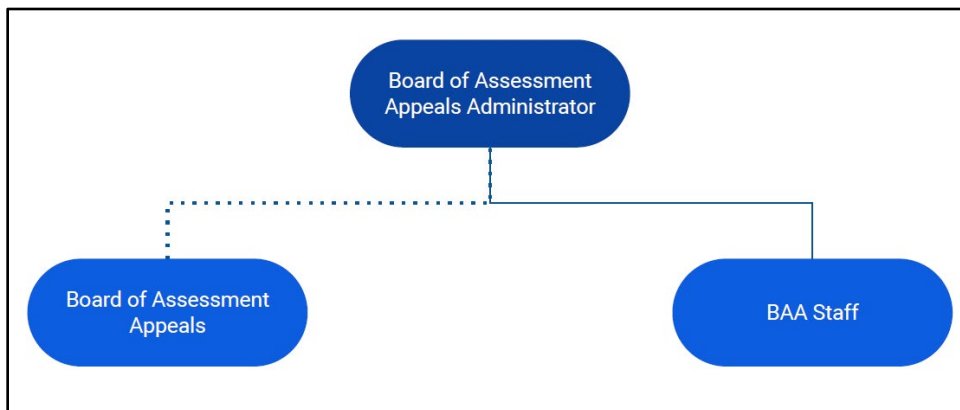 Board of Assessment
Appeals Administrator
Board of Assessment
Appeals
BAA Staff